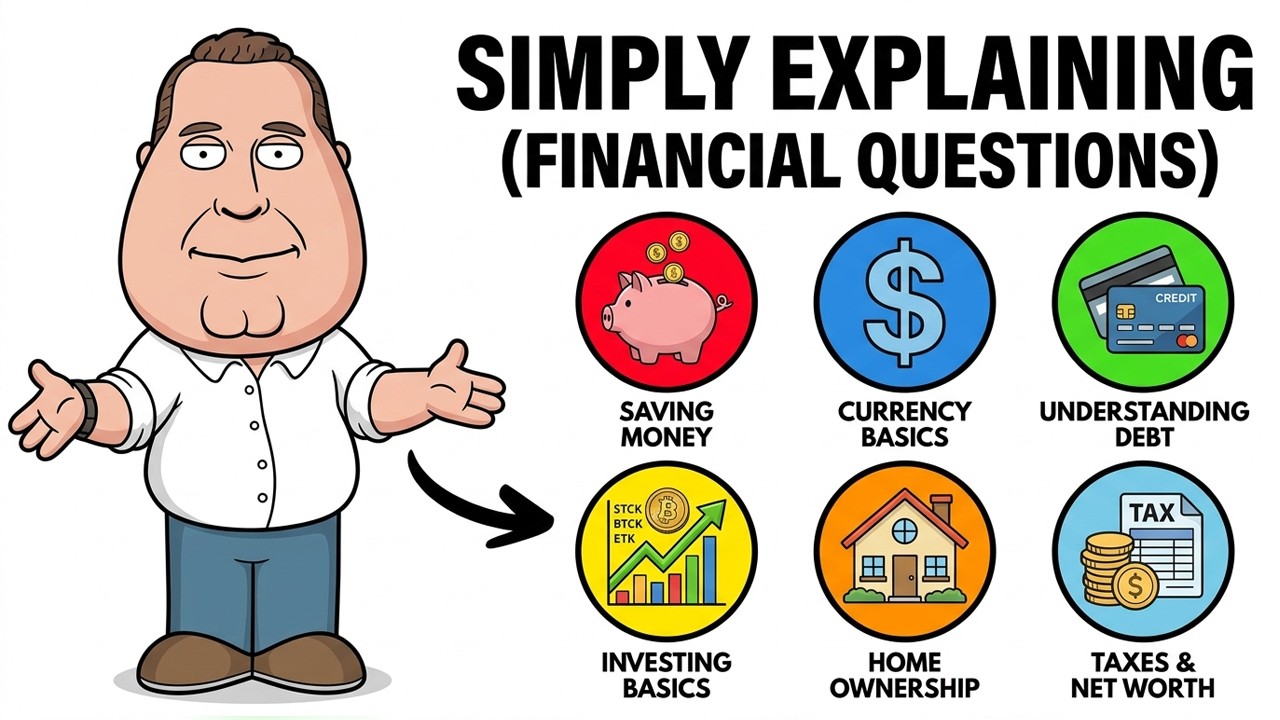 SIMPLY EXPLAINING
(FINANCIAL QUESTIONS)
CREDIT
SAVING
MONEY
CURRENCY
BASICS
UNDERSTANDING
DEBT
STCK
BTCK
ETK
TAX
INVESTING
BASICS
HOME
OWNERSHIP
TAXES &
NET WORTH